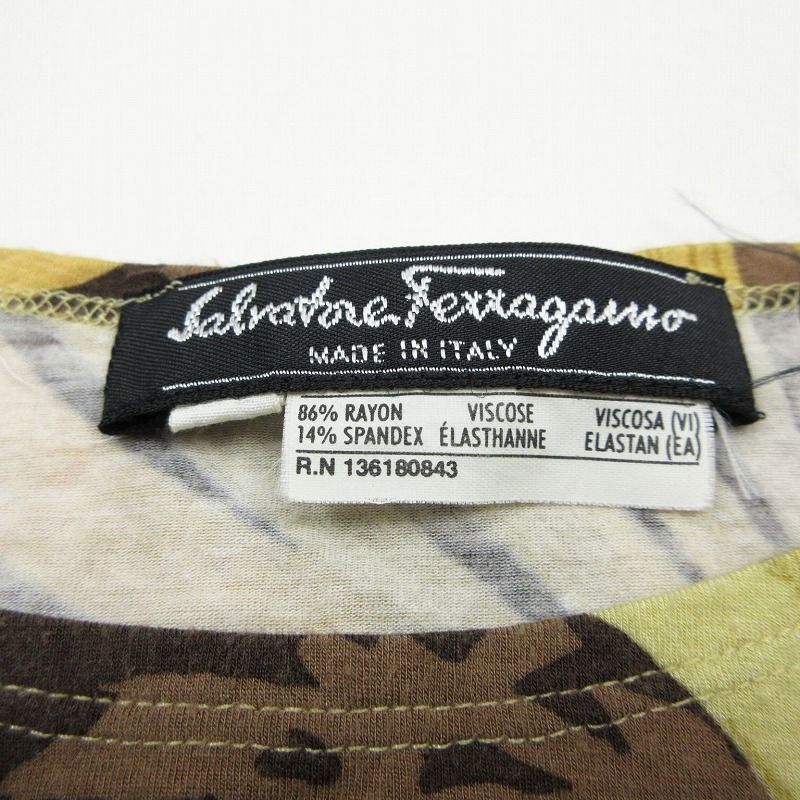 Salvatore Ferragamo
MADE IN ITALY
86% RAYON VISCOSE VISCOSA (VI)
14% SPANDEX ÉLASTHANNE ELASTAN (EA)
R.N 136180843